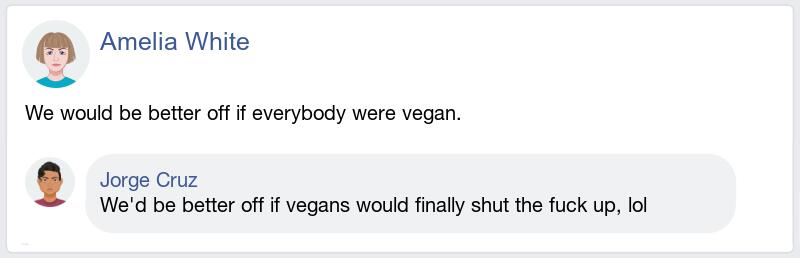 Amelia White
We would be better off if everybody were vegan.
Jorge Cruz
We'd be better off if vegans would finally shut the fuck up, lol